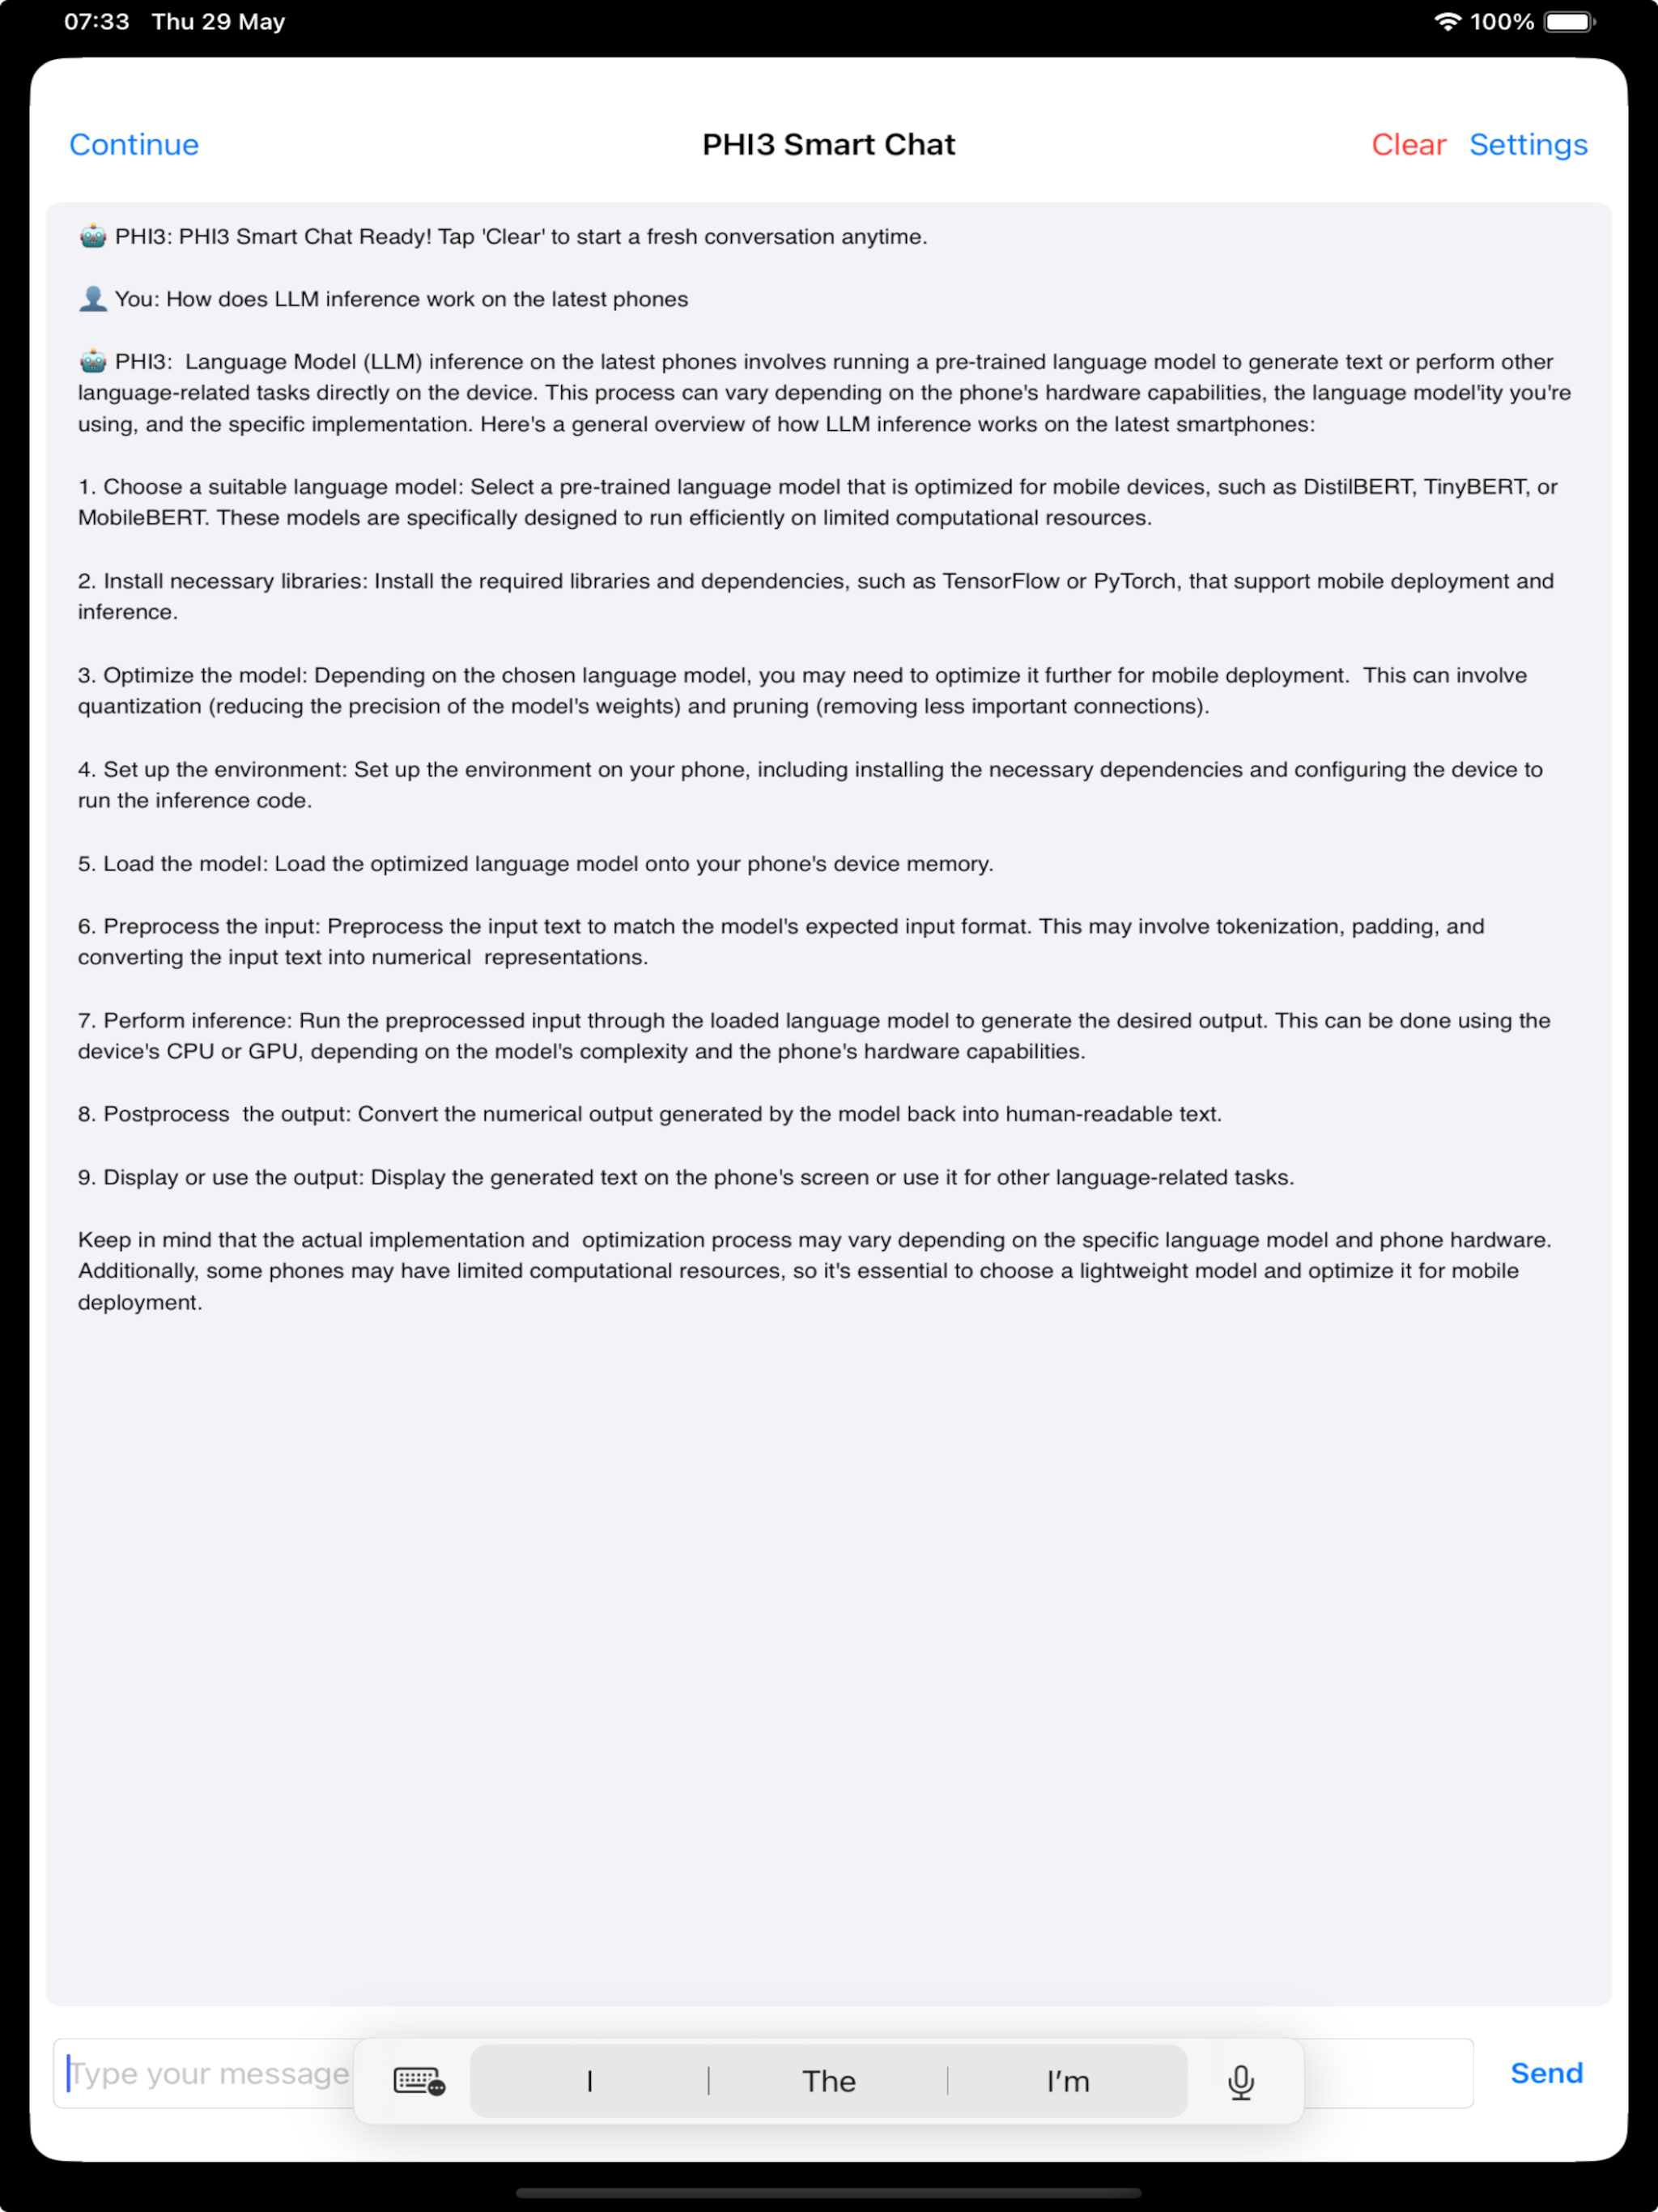 07:33 Thu 29 May 100%
Continue PHI3 Smart Chat Clear Settings
🤖 PHI3: PHI3 Smart Chat Ready! Tap 'Clear' to start a fresh conversation anytime.
👤 You: How does LLM inference work on the latest phones
🤖 PHI3:  Language Model (LLM) inference on the latest phones involves running a pre-trained language model to generate text or perform other
language-related tasks directly on the device. This process can vary depending on the phone's hardware capabilities, the language model'ity you're
using, and the specific implementation. Here's a general overview of how LLM inference works on the latest smartphones:
1. Choose a suitable language model: Select a pre-trained language model that is optimized for mobile devices, such as DistilBERT, TinyBERT, or
MobileBERT. These models are specifically designed to run efficiently on limited computational resources.
2. Install necessary libraries: Install the required libraries and dependencies, such as TensorFlow or PyTorch, that support mobile deployment and
inference.
3. Optimize the model: Depending on the chosen language model, you may need to optimize it further for mobile deployment.  This can involve
quantization (reducing the precision of the model's weights) and pruning (removing less important connections).
4. Set up the environment: Set up the environment on your phone, including installing the necessary dependencies and configuring the device to
run the inference code.
5. Load the model: Load the optimized language model onto your phone's device memory.
6. Preprocess the input: Preprocess the input text to match the model's expected input format. This may involve tokenization, padding, and
converting the input text into numerical  representations.
7. Perform inference: Run the preprocessed input through the loaded language model to generate the desired output. This can be done using the
device's CPU or GPU, depending on the model's complexity and the phone's hardware capabilities.
8. Postprocess  the output: Convert the numerical output generated by the model back into human-readable text.
9. Display or use the output: Display the generated text on the phone's screen or use it for other language-related tasks.
Keep in mind that the actual implementation and  optimization process may vary depending on the specific language model and phone hardware.
Additionally, some phones may have limited computational resources, so it's essential to choose a lightweight model and optimize it for mobile
deployment.
Type your message I The I'm Send